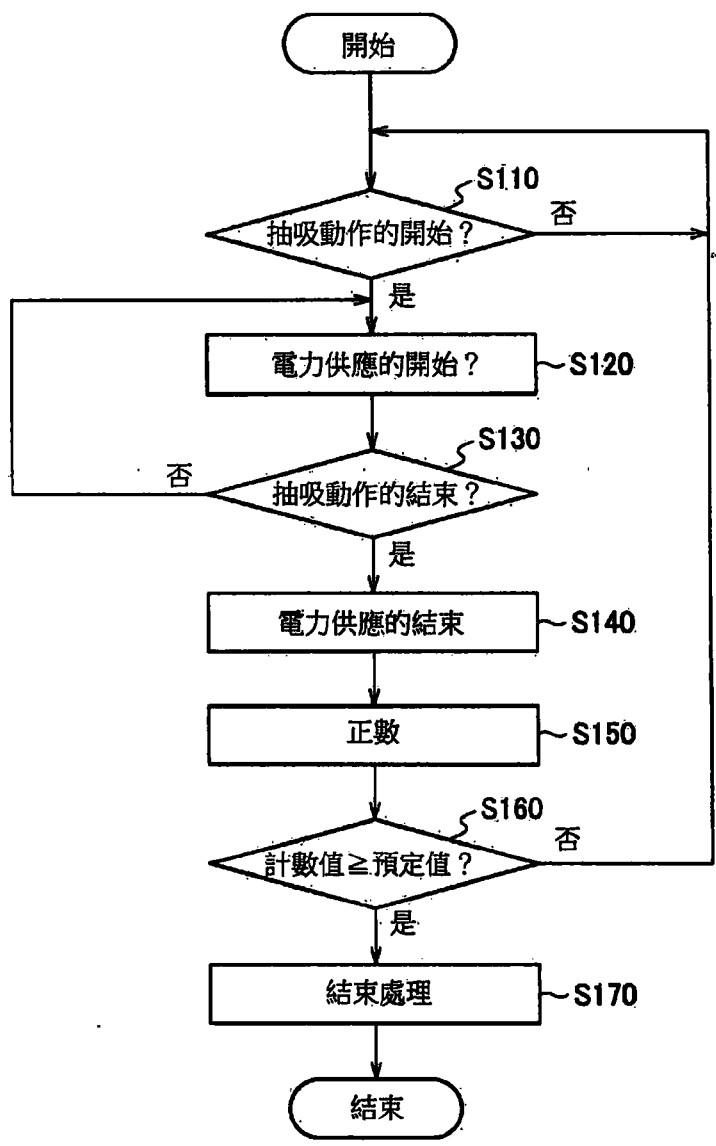 開始
S110
抽吸動作的開始？
否
是
電力供應的開始？
S120
S130
否
抽吸動作的結束？
是
電力供應的結束
S140
正數
S150
S160
計數值≧預定值？
否
是
結束處理
S170
結束